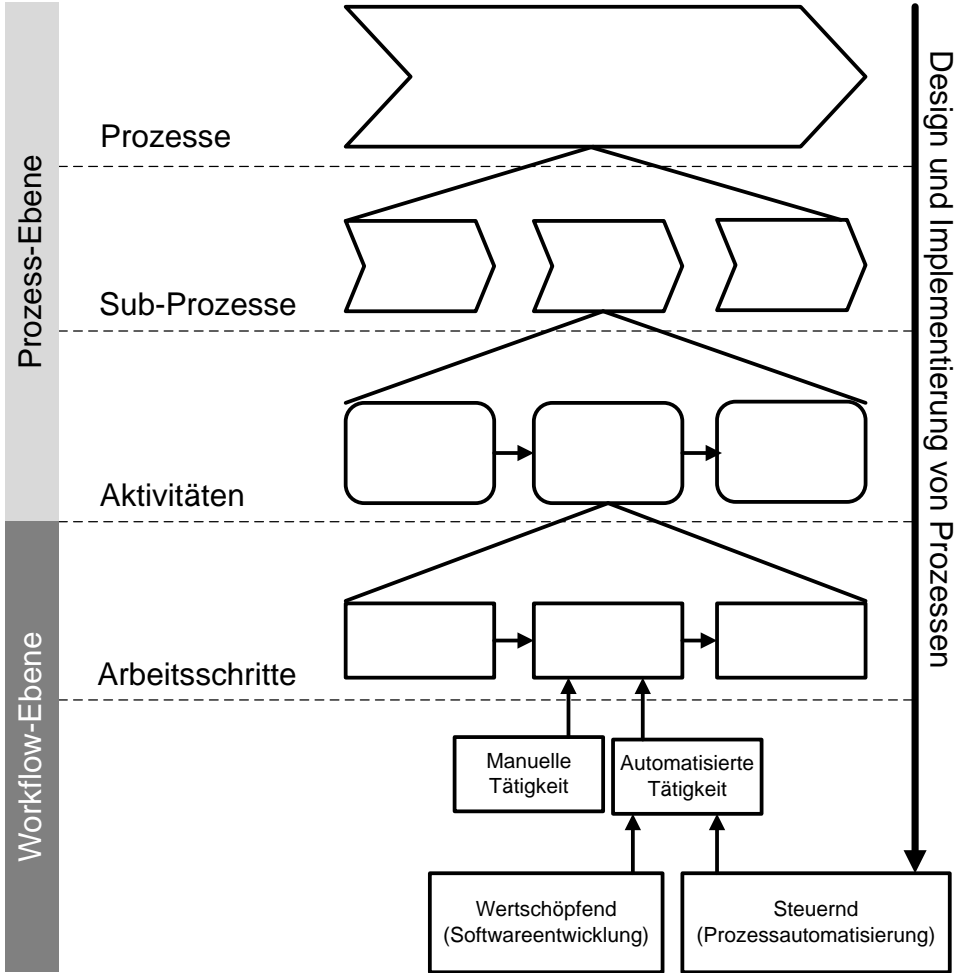 Prozess-Ebene
Workflow-Ebene
Prozesse
Sub-Prozesse
Aktivitäten
Arbeitsschritte
Manuelle
Tätigkeit
Automatisierte
Tätigkeit
Wertschöpfend
(Softwareentwicklung)
Steuernd
(Prozessautomatisierung)
Design und Implementierung von Prozessen